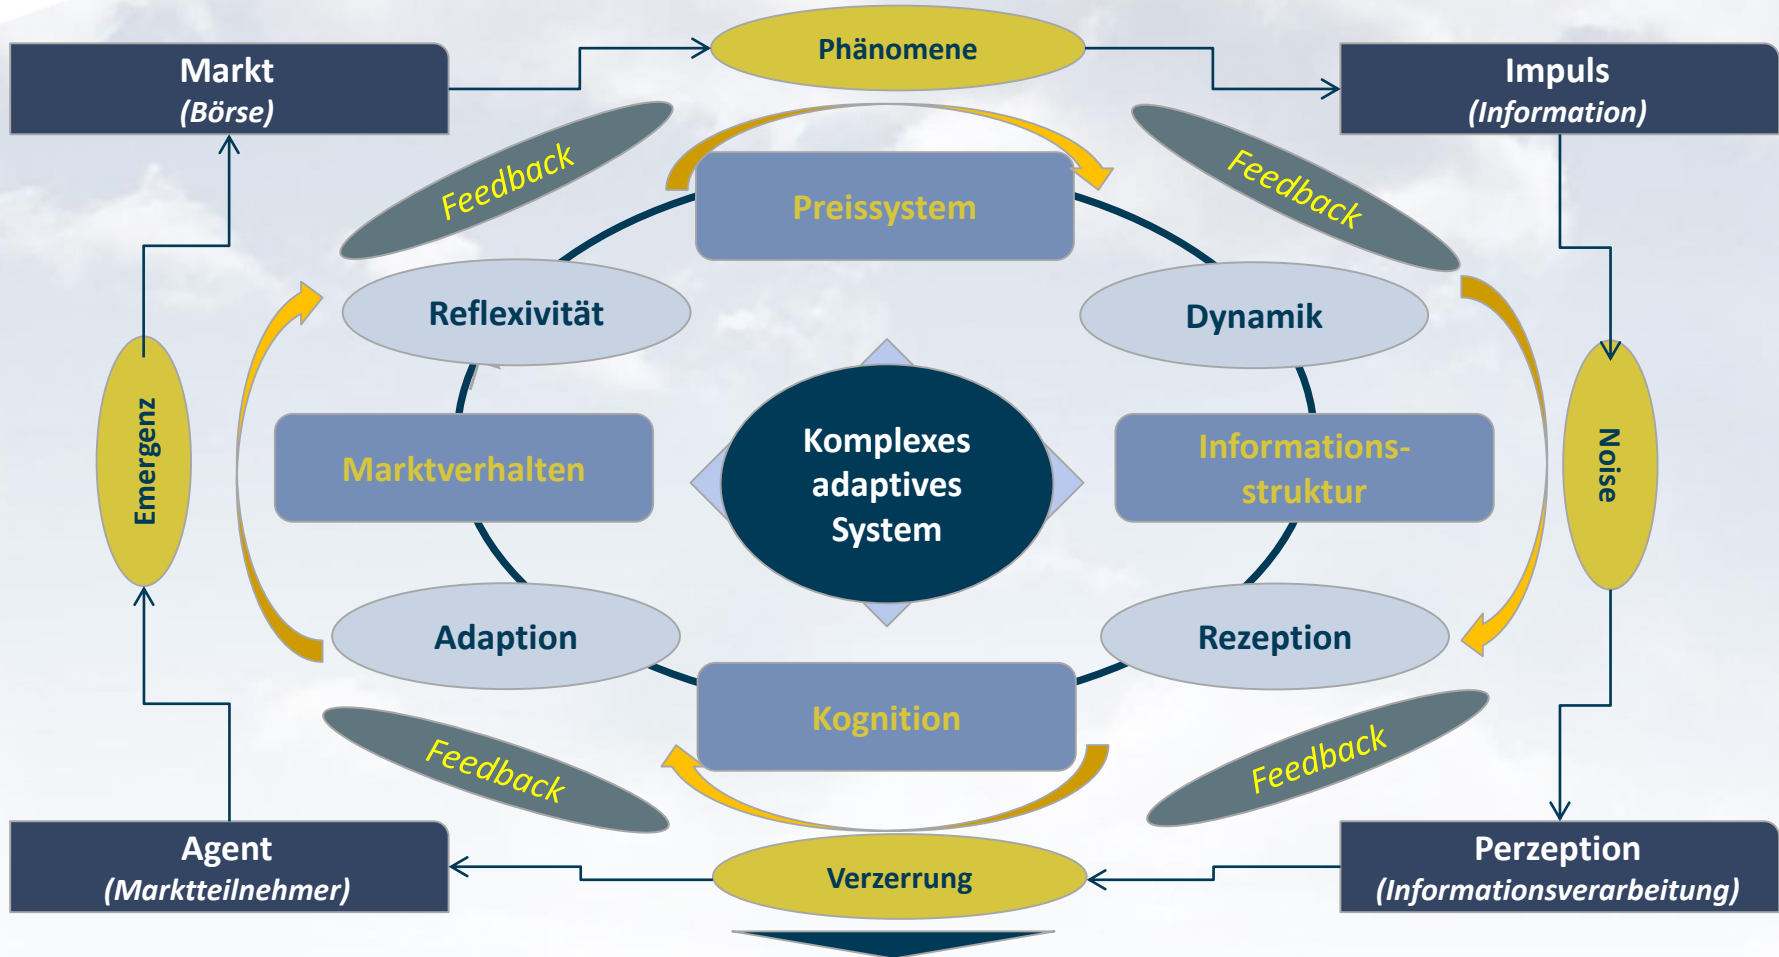 Markt
(Börse)
Phänomene
Impuls
(Information)
Feedback
Feedback
Preissystem
Reflexivität
Dynamik
Emergenz
Marktverhalten
Komplexes
adaptives
System
Informations-
struktur
Noise
Adaption
Rezeption
Kognition
Feedback
Feedback
Agent
(Marktteilnehmer)
Verzerrung
Perzeption
(Informationsverarbeitung)